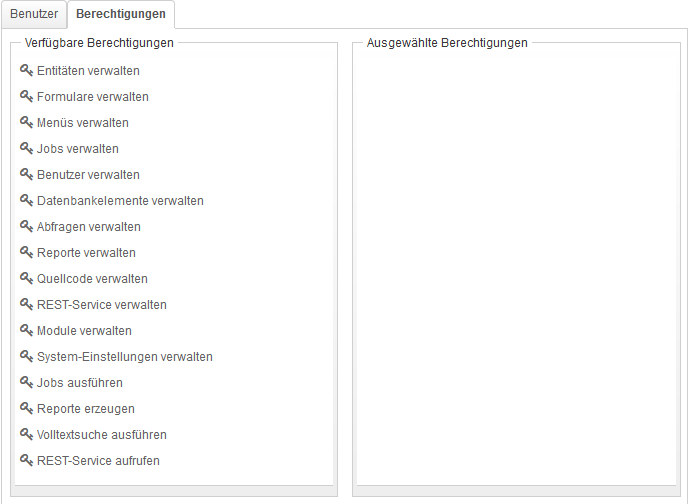 Benutzer
Berechtigungen
Verfügbare Berechtigungen
Entitäten verwalten
Formulare verwalten
Menüs verwalten
Jobs verwalten
Benutzer verwalten
Datenbankelemente verwalten
Abfragen verwalten
Reporte verwalten
Quellcode verwalten
REST-Service verwalten
Module verwalten
System-Einstellungen verwalten
Jobs ausführen
Reporte erzeugen
Volltextsuche ausführen
REST-Service aufrufen
Ausgewählte Berechtigungen